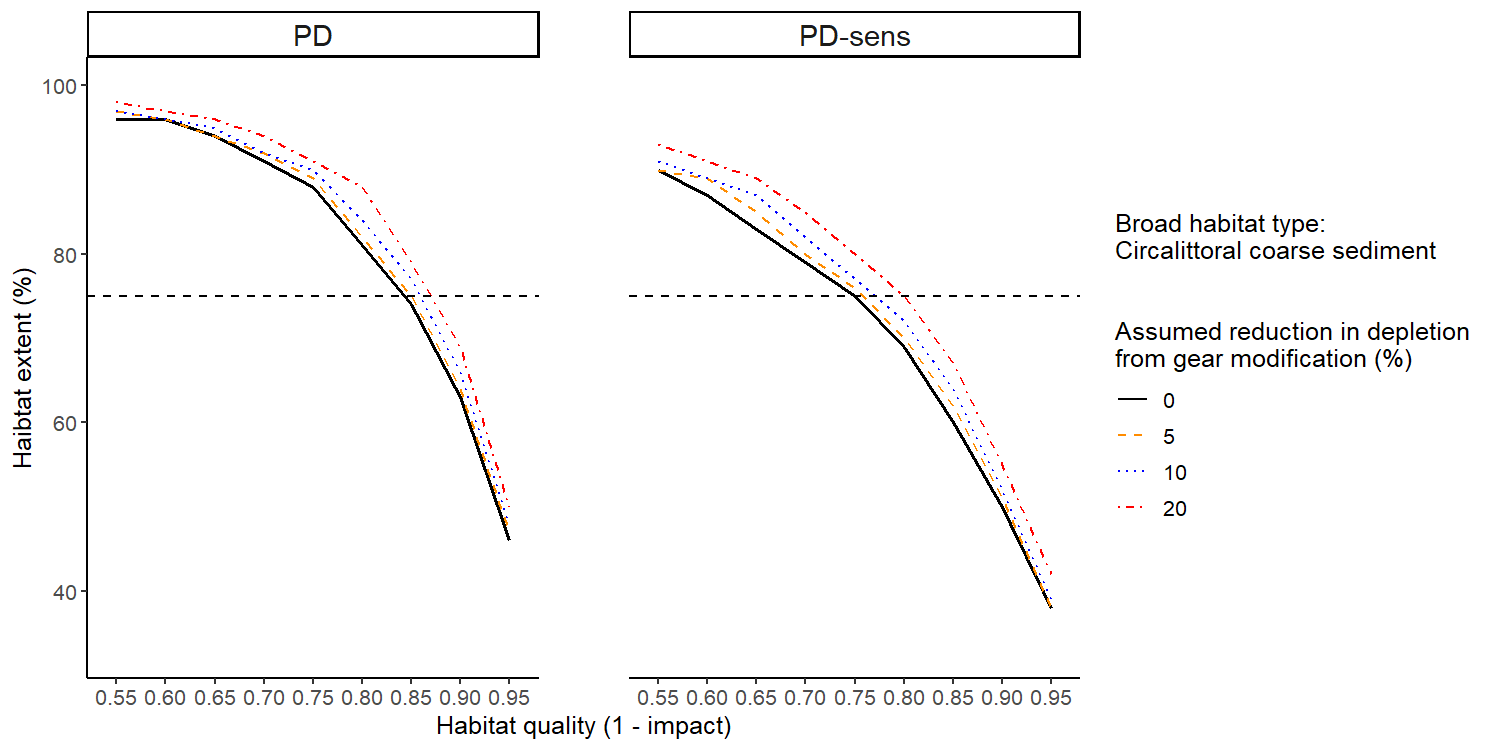 PD
PD-sens
100
80
60
40
Haibtat extent (%)
0.55 0.60 0.65 0.70 0.75 0.80 0.85 0.90 0.95
0.55 0.60 0.65 0.70 0.75 0.80 0.85 0.90 0.95
Habitat quality (1 - impact)
Broad habitat type:
Circalittoral coarse sediment
Assumed reduction in depletion
from gear modification (%)
0
5
10
20